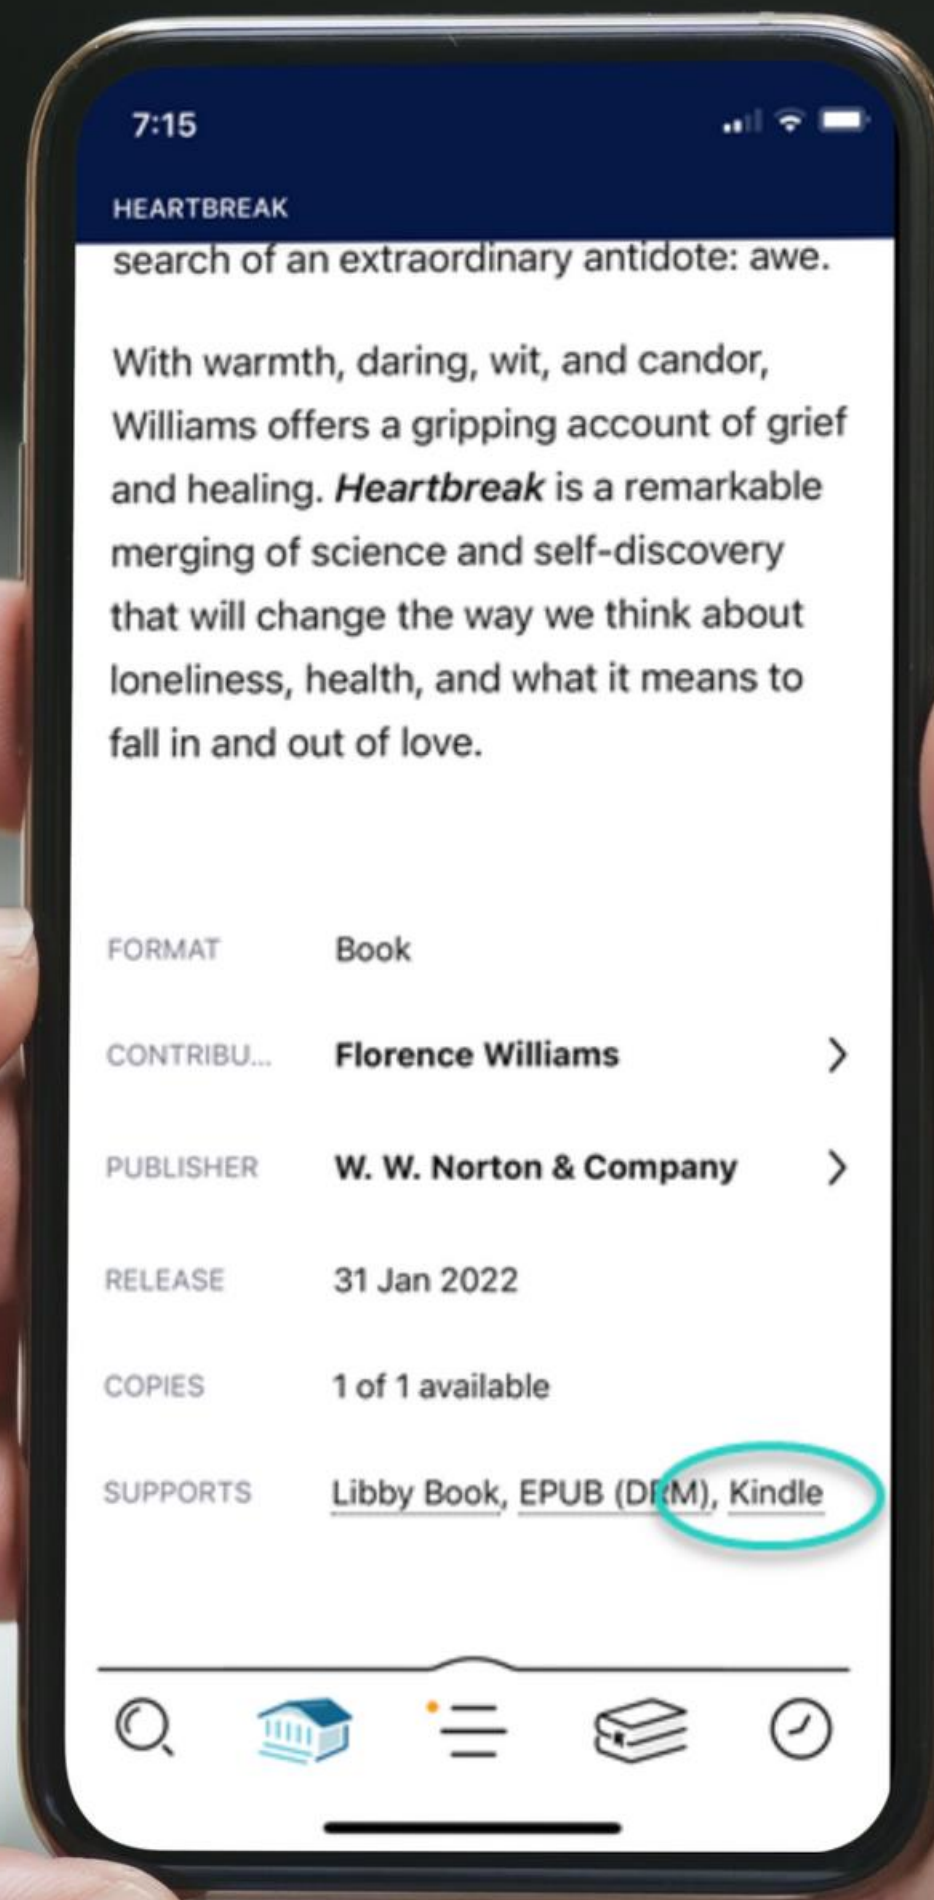 7:15
HEARTBREAK
search of an extraordinary antidote: awe.
With warmth, daring, wit, and candor,
Williams offers a gripping account of grief
and healing. Heartbreak is a remarkable
merging of science and self-discovery
that will change the way we think about
loneliness, health, and what it means to
fall in and out of love.
FORMAT Book
CONTRIBU... Florence Williams
PUBLISHER W. W. Norton & Company
RELEASE 31 Jan 2022
COPIES 1 of 1 available
SUPPORTS Libby Book, EPUB (DRM), Kindle